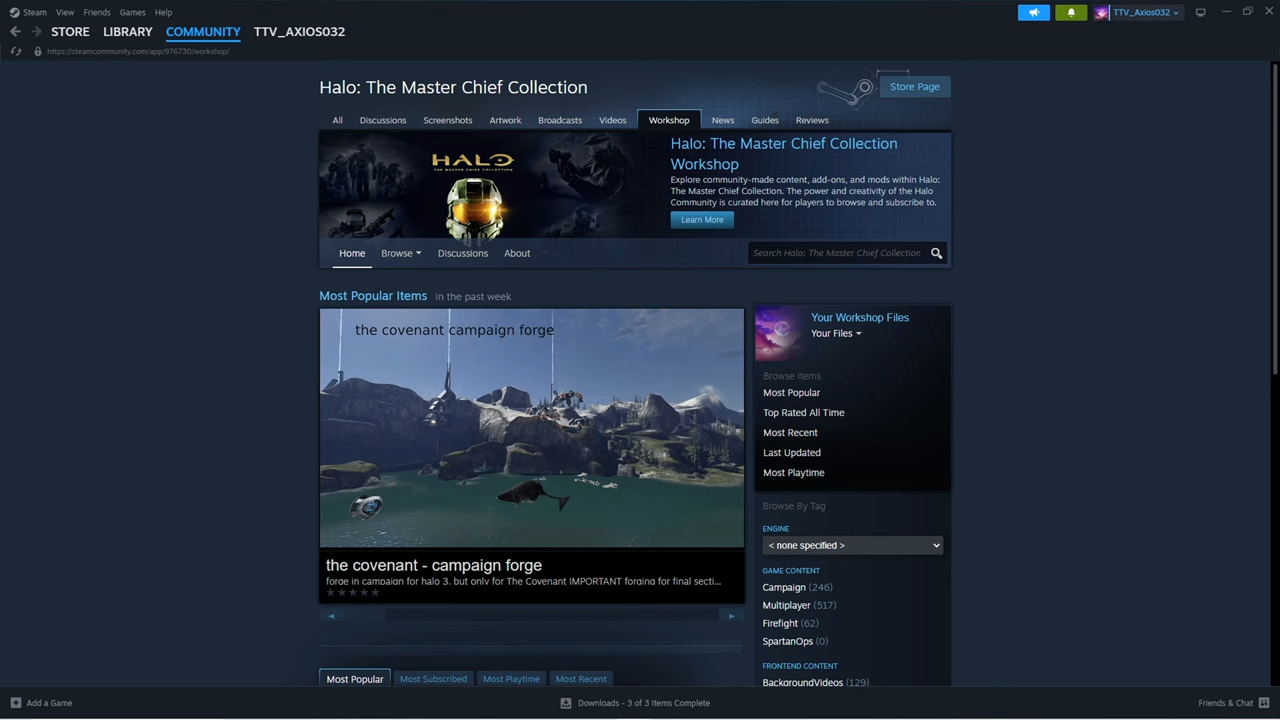 Steam View Friends Games Help
TTV_AXIOS032
STORE LIBRARY COMMUNITY TTV_AXIOS032
https://steamcommunity.com/app/976730/workshop/
Halo: The Master Chief Collection
Store Page
All Discussions Screenshots Artwork Broadcasts Videos Workshop News Guides Reviews
HALO
THE MASTER CHIEF COLLECTION
Halo: The Master Chief Collection
Workshop
Explore community-made content, add-ons, and mods within Halo:
The Master Chief Collection. The power and creativity of the Halo
Community is curated here for players to browse and subscribe to.
Learn More
Home Browse Discussions About
Search Halo: The Master Chief Collection
Most Popular Items in the past week
the covenant campaign forge
the covenant - campaign forge
forge in campaign for halo 3, but only for The Covenant IMPORTANT forging for final secti...
Most Popular Most Subscribed Most Playtime Most Recent
Your Workshop Files
Your Files
Browse Items
Most Popular
Top Rated All Time
Most Recent
Last Updated
Most Playtime
Browse By Tag
ENGINE
< none specified >
GAME CONTENT
Campaign (246)
Multiplayer (517)
Firefight (62)
SpartanOps (0)
FRONTEND CONTENT
BackgroundVideos (129)
Add a Game
Downloads - 3 of 3 Items Complete
Friends & Chat